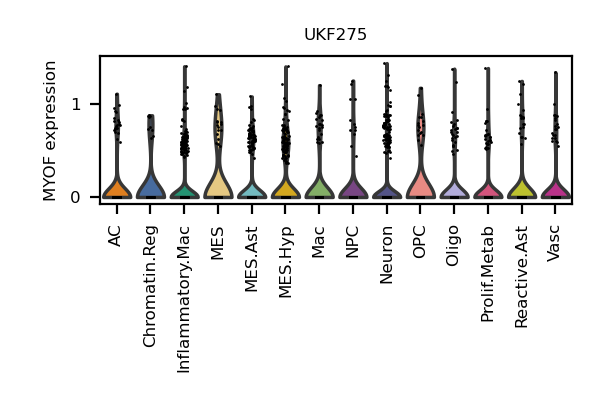 UKF275
MYOF expression
1
0
AC
Chromatin.Reg
Inflammatory.Mac
MES
MES.Ast
MES.Hyp
Mac
NPC
Neuron
OPC
Oligo
Prolif.Metab
Reactive.Ast
Vasc